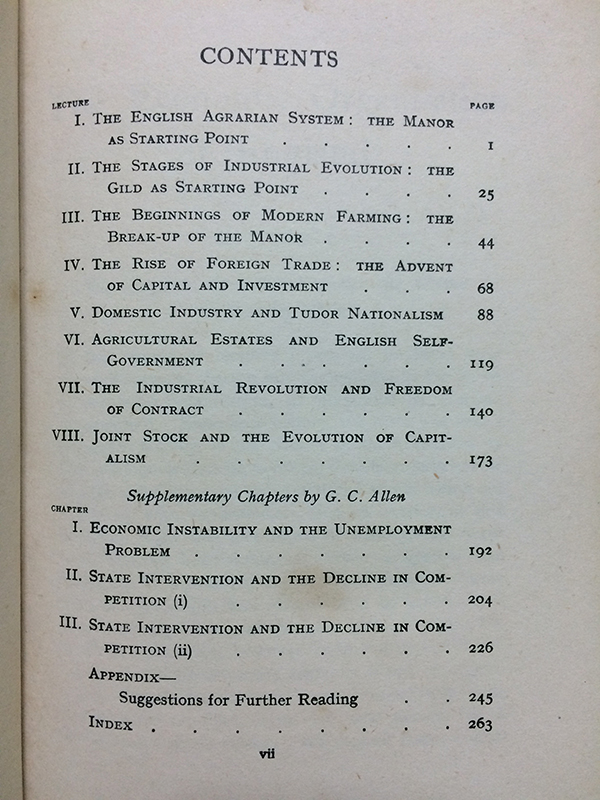 CONTENTS
LECTURE PAGE
I. THE ENGLISH AGRARIAN SYSTEM: THE MANOR
AS STARTING POINT . . . . . 1
II. THE STAGES OF INDUSTRIAL EVOLUTION: THE
GILD AS STARTING POINT . . . . 25
III. THE BEGINNINGS OF MODERN FARMING: THE
BREAK-UP OF THE MANOR . . . . 44
IV. THE RISE OF FOREIGN TRADE: THE ADVENT
OF CAPITAL AND INVESTMENT . . . 68
V. DOMESTIC INDUSTRY AND TUDOR NATIONALISM 88
VI. AGRICULTURAL ESTATES AND ENGLISH SELF-
GOVERNMENT . . . . . . 119
VII. THE INDUSTRIAL REVOLUTION AND FREEDOM
OF CONTRACT . . . . . . 140
VIII. JOINT STOCK AND THE EVOLUTION OF CAPIT-
ALISM . . . . . . . 173
Supplementary Chapters by G. C. Allen
CHAPTER
I. ECONOMIC INSTABILITY AND THE UNEMPLOYMENT
PROBLEM . . . . . . . 192
II. STATE INTERVENTION AND THE DECLINE IN COM-
PETITION (i) . . . . . . 204
III. STATE INTERVENTION AND THE DECLINE IN COM-
PETITION (ii) . . . . . . 226
APPENDIX—
Suggestions for Further Reading . . 245
INDEX . . . . . . . . 263
vii